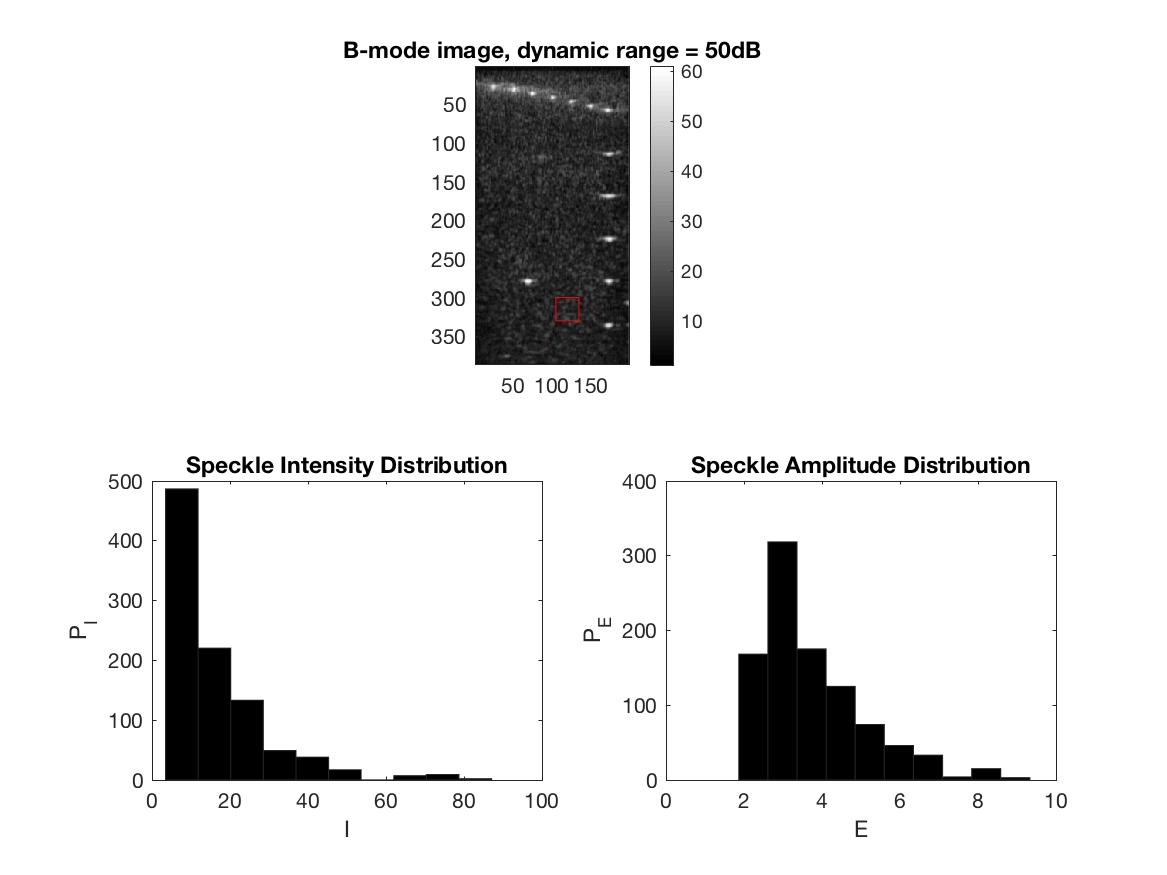 B-mode image, dynamic range = 50dB
50
100
150
200
250
300
350
50 100 150
60
50
40
30
20
10
Speckle Intensity Distribution
500
400
300
200
100
0
P_I
0 20 40 60 80 100
I
Speckle Amplitude Distribution
400
300
200
100
0
P_E
0 2 4 6 8 10
E